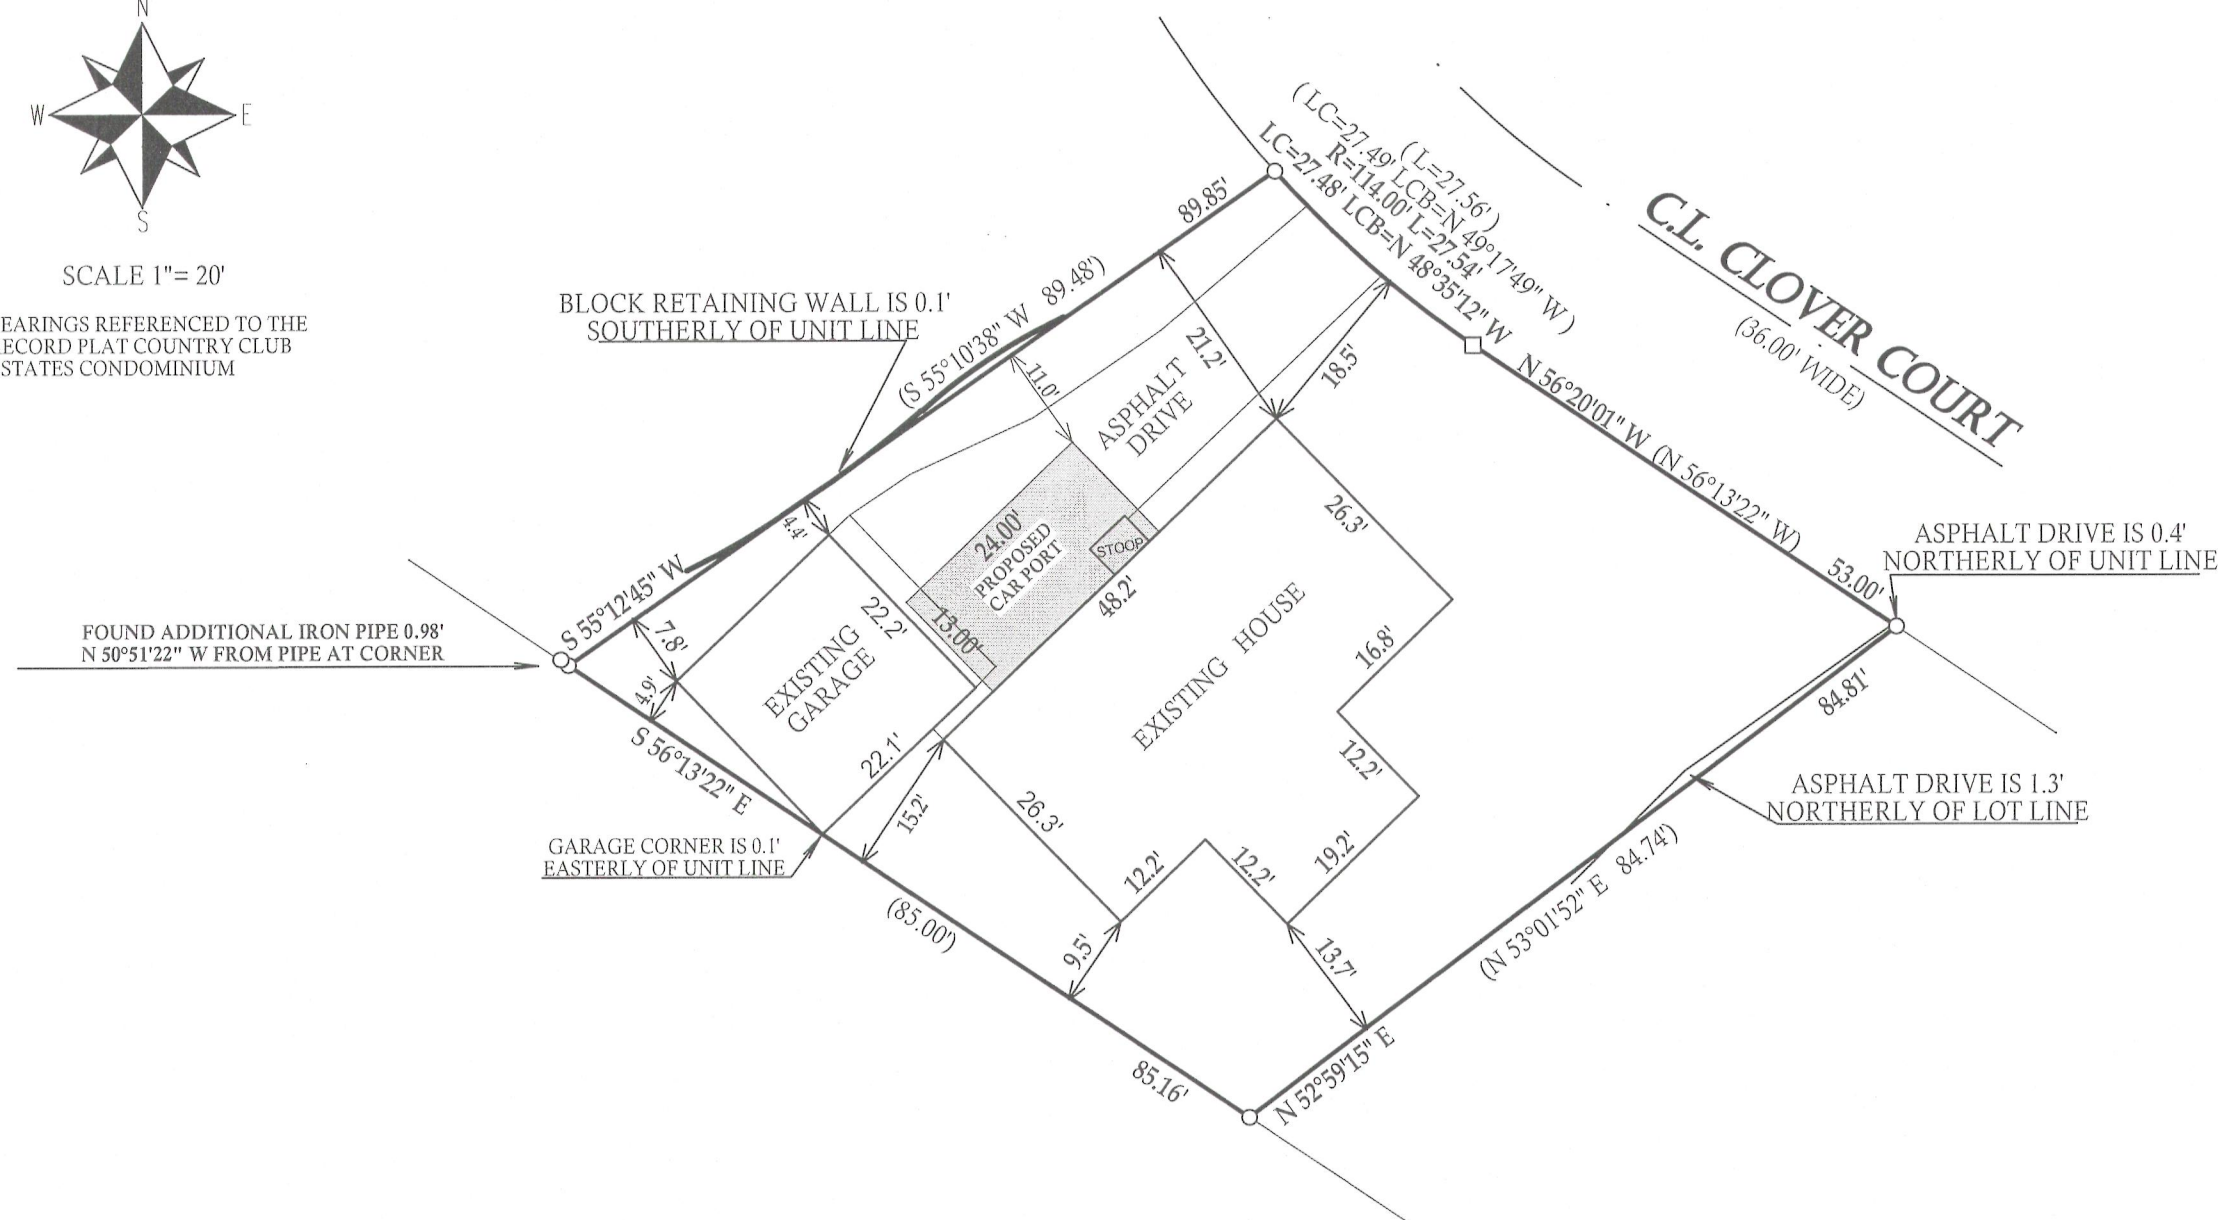 N
W
E
S
SCALE 1"= 20'
EARINGS REFERENCED TO THE
ECORD PLAT COUNTRY CLUB
STATES CONDOMINIUM
BLOCK RETAINING WALL IS 0.1'
SOUTHERLY OF UNIT LINE
(LC=27.49' LCB=N 49°17'49" W)
(L=27.56')
R=114.00' L=27.54'
LC=27.48' LCB=N 48°35'12" W
C.L. CLOVER COURT
(36.00' WIDE)
89.85'
(S 55°10'38" W 89.48')
S 55°12'45" W
N 56°20'01" W (N 56°13'22" W)
53.00'
ASPHALT DRIVE IS 0.4'
NORTHERLY OF UNIT LINE
21.2'
18.5'
11.0'
ASPHALT
DRIVE
4.4'
24.00'
PROPOSED
CAR PORT
STOOP
13.00'
48.2'
26.3'
16.8'
12.2'
19.2'
EXISTING HOUSE
22.2'
EXISTING
GARAGE
22.1'
7.8'
4.9'
FOUND ADDITIONAL IRON PIPE 0.98'
N 50°51'22" W FROM PIPE AT CORNER
S 56°13'22" E
GARAGE CORNER IS 0.1'
EASTERLY OF UNIT LINE
15.2'
26.3'
12.2'
12.2'
9.5'
13.7'
(85.00')
85.16'
N 52°59'15" E
(N 53°01'52" E 84.74')
84.81'
ASPHALT DRIVE IS 1.3'
NORTHERLY OF LOT LINE